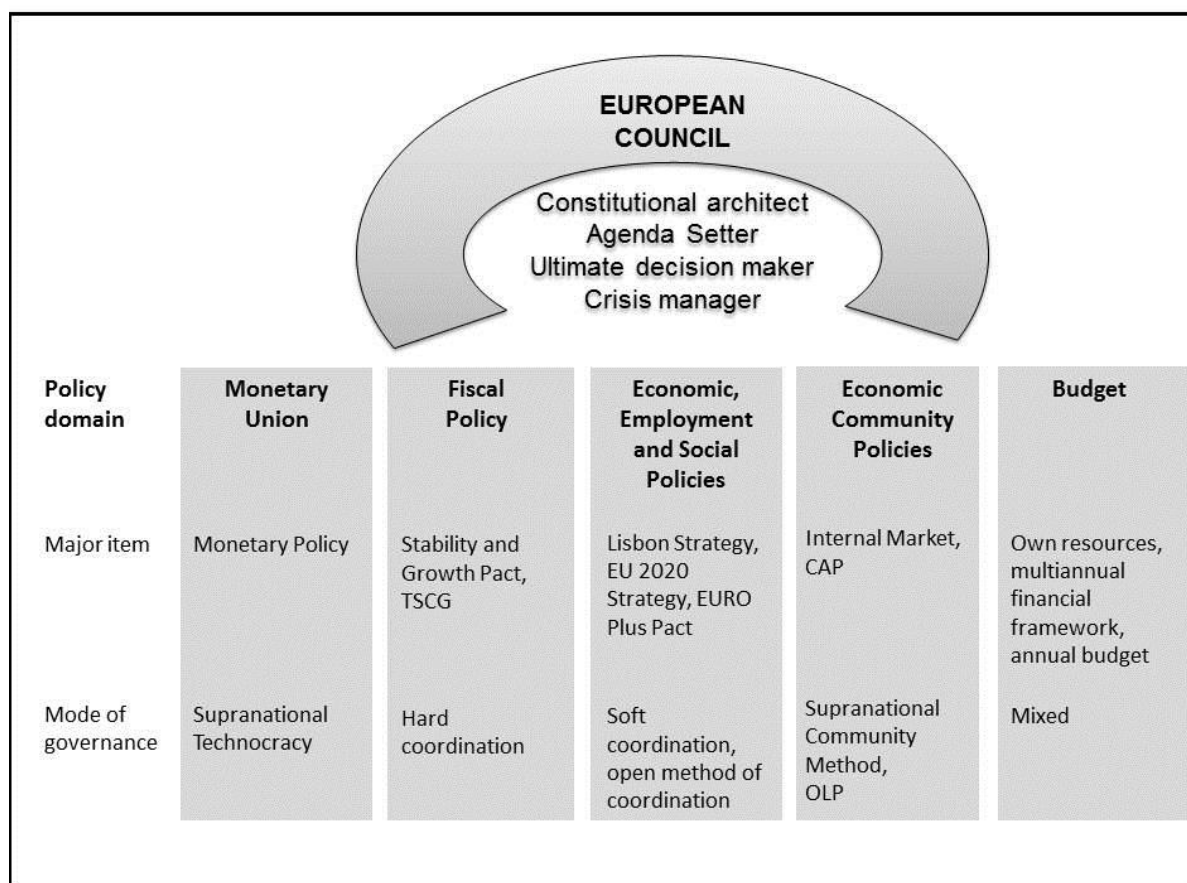 EUROPEAN
COUNCIL
Constitutional architect
Agenda Setter
Ultimate decision maker
Crisis manager
Policy
domain
Monetary
Union
Fiscal
Policy
Economic,
Employment
and Social
Policies
Economic
Community
Policies
Budget
Major item
Monetary Policy
Stability and
Growth Pact,
TSCG
Lisbon Strategy,
EU 2020
Strategy, EURO
Plus Pact
Internal Market,
CAP
Own resources,
multiannual
financial
framework,
annual budget
Mode of
governance
Supranational
Technocracy
Hard
coordination
Soft
coordination,
open method of
coordination
Supranational
Community
Method,
OLP
Mixed